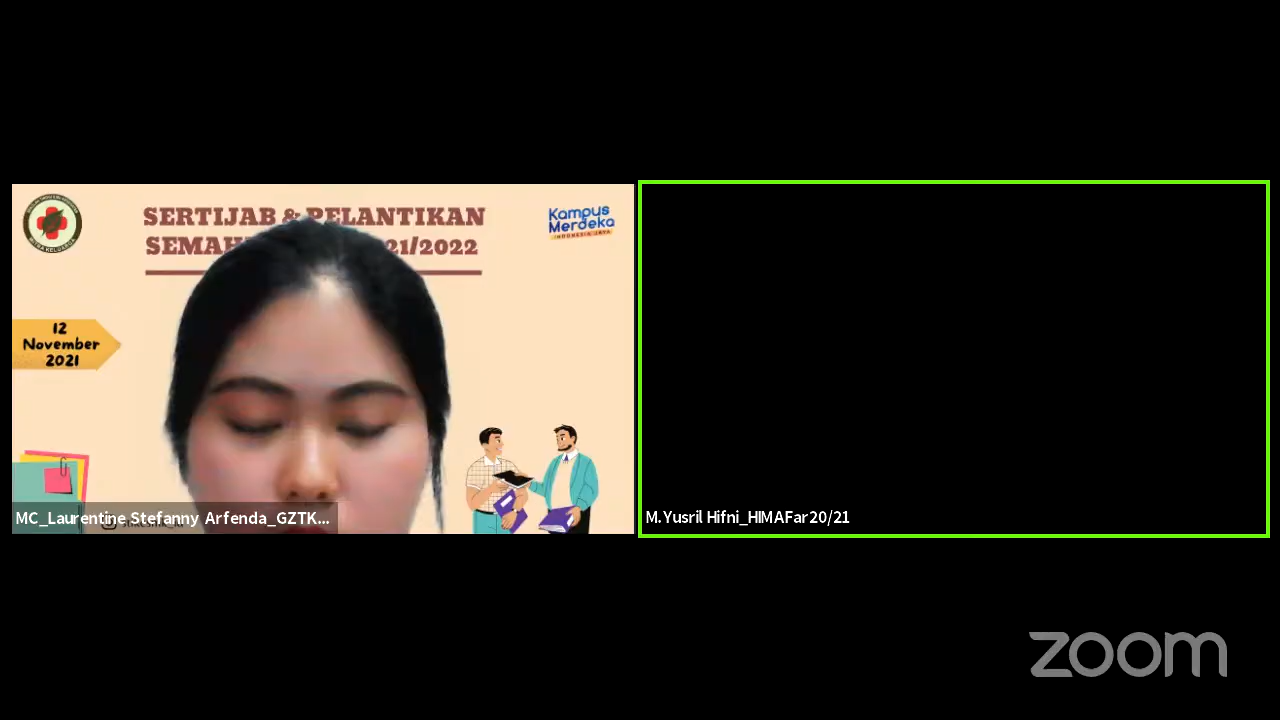 SERTIJAB & PELANTIKAN
SEMAH 21/2022
Kampus
Merdeka
INDONESIA JAYA
12
November
2021
MC_Laurentine Stefanny Arfenda_GZTK...
M.Yusril Hifni_HIMAFar20/21
zoom